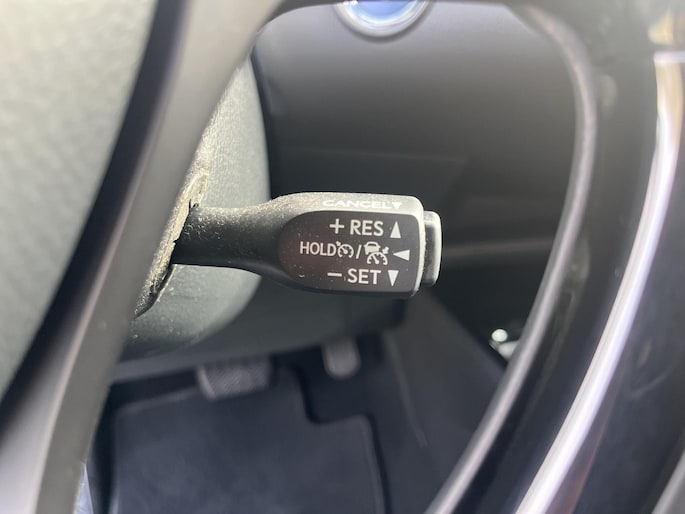 CANCEL
+ RES
HOLD /
- SET